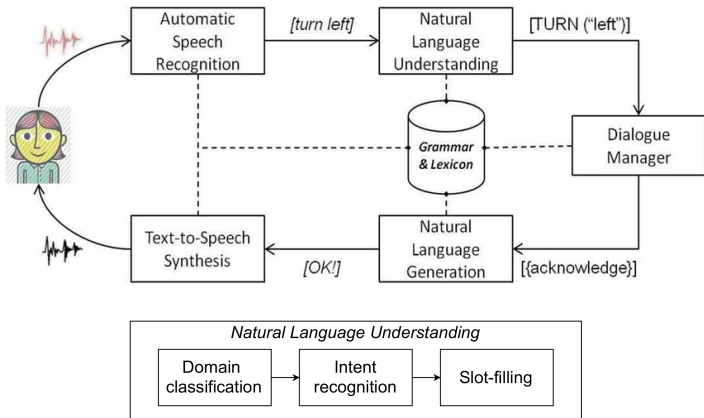 Automatic
Speech
Recognition
[turn left]
Natural
Language
Understanding
[TURN (“left”)]
Grammar
& Lexicon
Dialogue
Manager
Text-to-Speech
Synthesis
[OK!]
Natural
Language
Generation
[{acknowledge}]
Natural Language Understanding
Domain
classification
Intent
recognition
Slot-filling